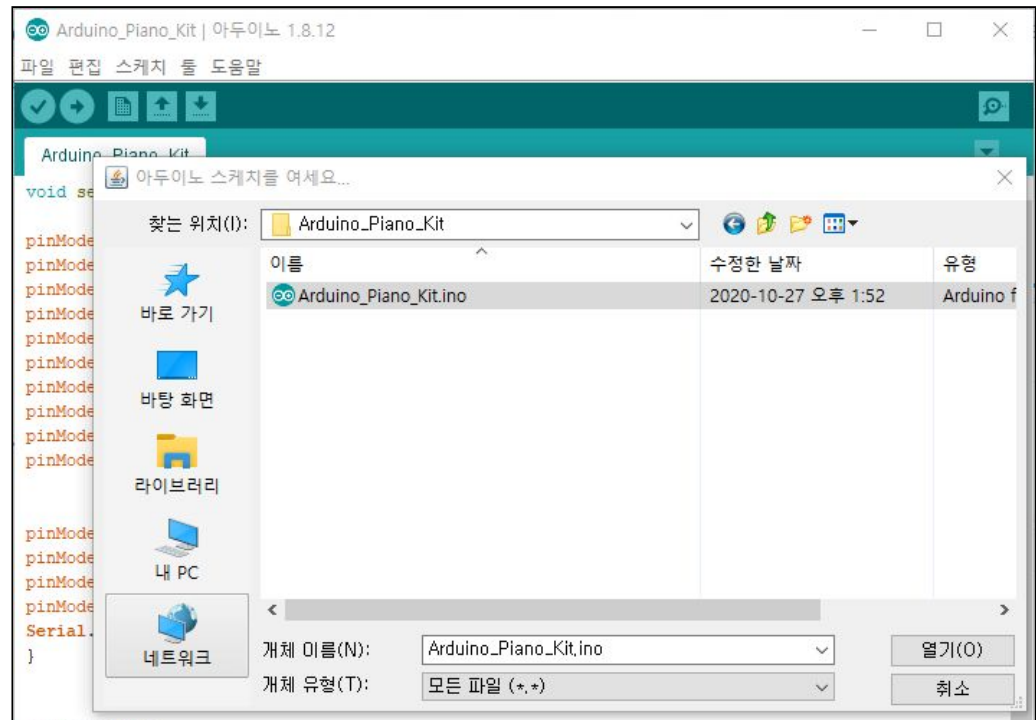 Arduino_Piano_Kit | 아두이노 1.8.12
파일 편집 스케치 툴 도움말
Arduino_Piano_Kit
아두이노 스케치를 여세요...
void se
찾는 위치(I): Arduino_Piano_Kit
pinMode
pinMode
pinMode
pinMode
pinMode
pinMode
pinMode
pinMode
pinMode
pinMode
이름 수정한 날짜 유형
Arduino_Piano_Kit.ino 2020-10-27 오후 1:52 Arduino f
바로 가기
바탕 화면
라이브러리
내 PC
네트워크
pinMode
pinMode
pinMode
pinMode
Serial.
}
개체 이름(N): Arduino_Piano_Kit.ino 열기(O)
개체 유형(T): 모든 파일 (*.*) 취소